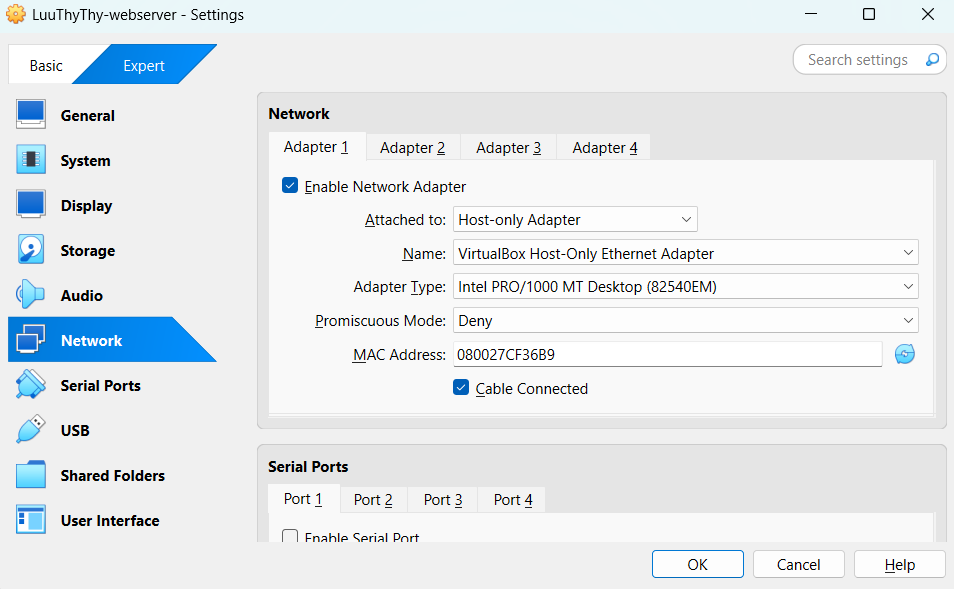 LuuThyThy-webserver - Settings
Basic
Expert
Search settings
General
System
Display
Storage
Audio
Network
Serial Ports
USB
Shared Folders
User Interface
Network
Adapter 1
Adapter 2
Adapter 3
Adapter 4
Enable Network Adapter
Attached to: Host-only Adapter
Name: VirtualBox Host-Only Ethernet Adapter
Adapter Type: Intel PRO/1000 MT Desktop (82540EM)
Promiscuous Mode: Deny
MAC Address: 080027CF36B9
Cable Connected
Serial Ports
Port 1
Port 2
Port 3
Port 4
Enable Serial Port
OK
Cancel
Help